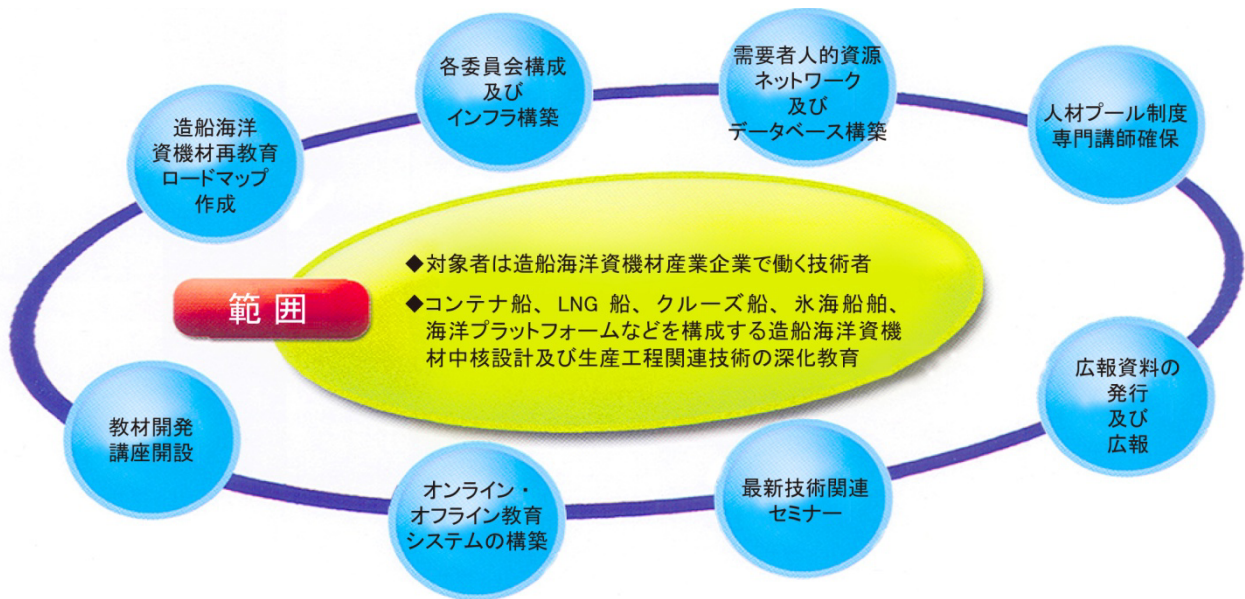 各委員会構成
及び
インフラ構築
需要者人的資源
ネットワーク
及び
データベース構築
人材プール制度
専門講師確保
造船海洋
資機材再教育
ロードマップ
作成
範囲
◆対象者は造船海洋資機材産業企業で働く技術者
◆コンテナ船、LNG 船、クルーズ船、氷海船舶、
海洋プラットフォームなどを構成する造船海洋資機
材中核設計及び生産工程関連技術の深化教育
広報資料の
発行
及び
広報
教材開発
講座開設
オンライン・
オフライン教育
システムの構築
最新技術関連
セミナー